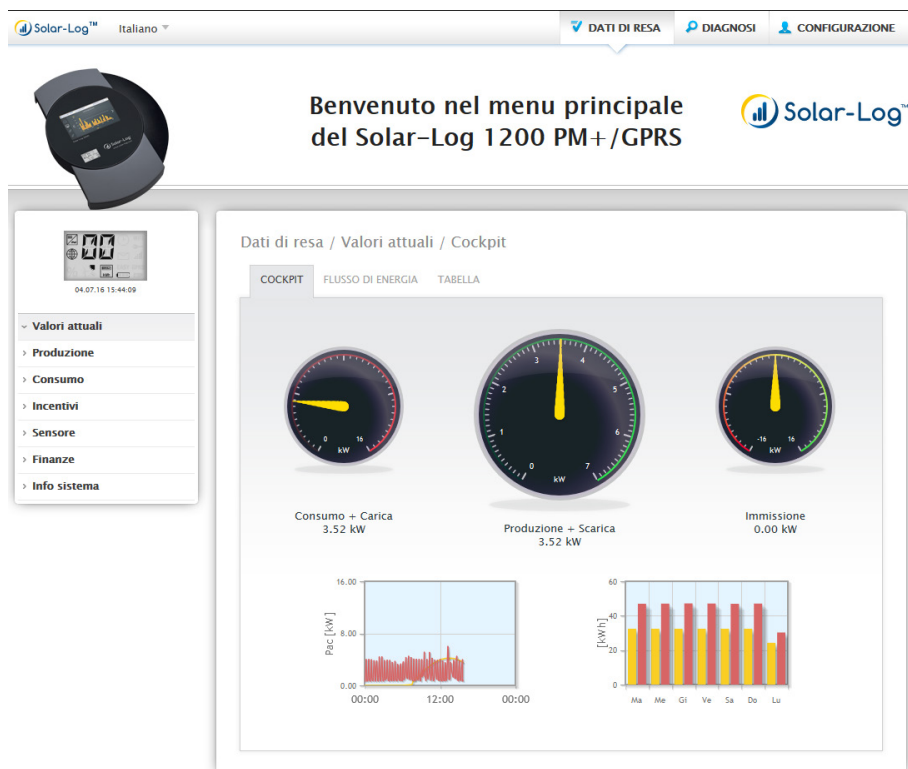 Solar-Log™ Italiano DATI DI RESA DIAGNOSI CONFIGURAZIONE
Benvenuto nel menu principale
del Solar-Log 1200 PM+/GPRS
Solar-Log™
00
04.07.16 15:44:09
Valori attuali
Produzione
Consumo
Incentivi
Sensore
Finanze
Info sistema
Dati di resa / Valori attuali / Cockpit
COCKPIT FLUSSO DI ENERGIA TABELLA
0 16
kW
Consumo + Carica
3.52 kW
0 1 2 3 4 5 6 7
kW
Produzione + Scarica
3.52 kW
-16 16
kW
Immissione
0.00 kW
Pac [kW]
16.00
8.00
0.00
00:00 12:00 00:00
[kWh]
60
40
20
0
Ma Me Gi Ve Sa Do Lu